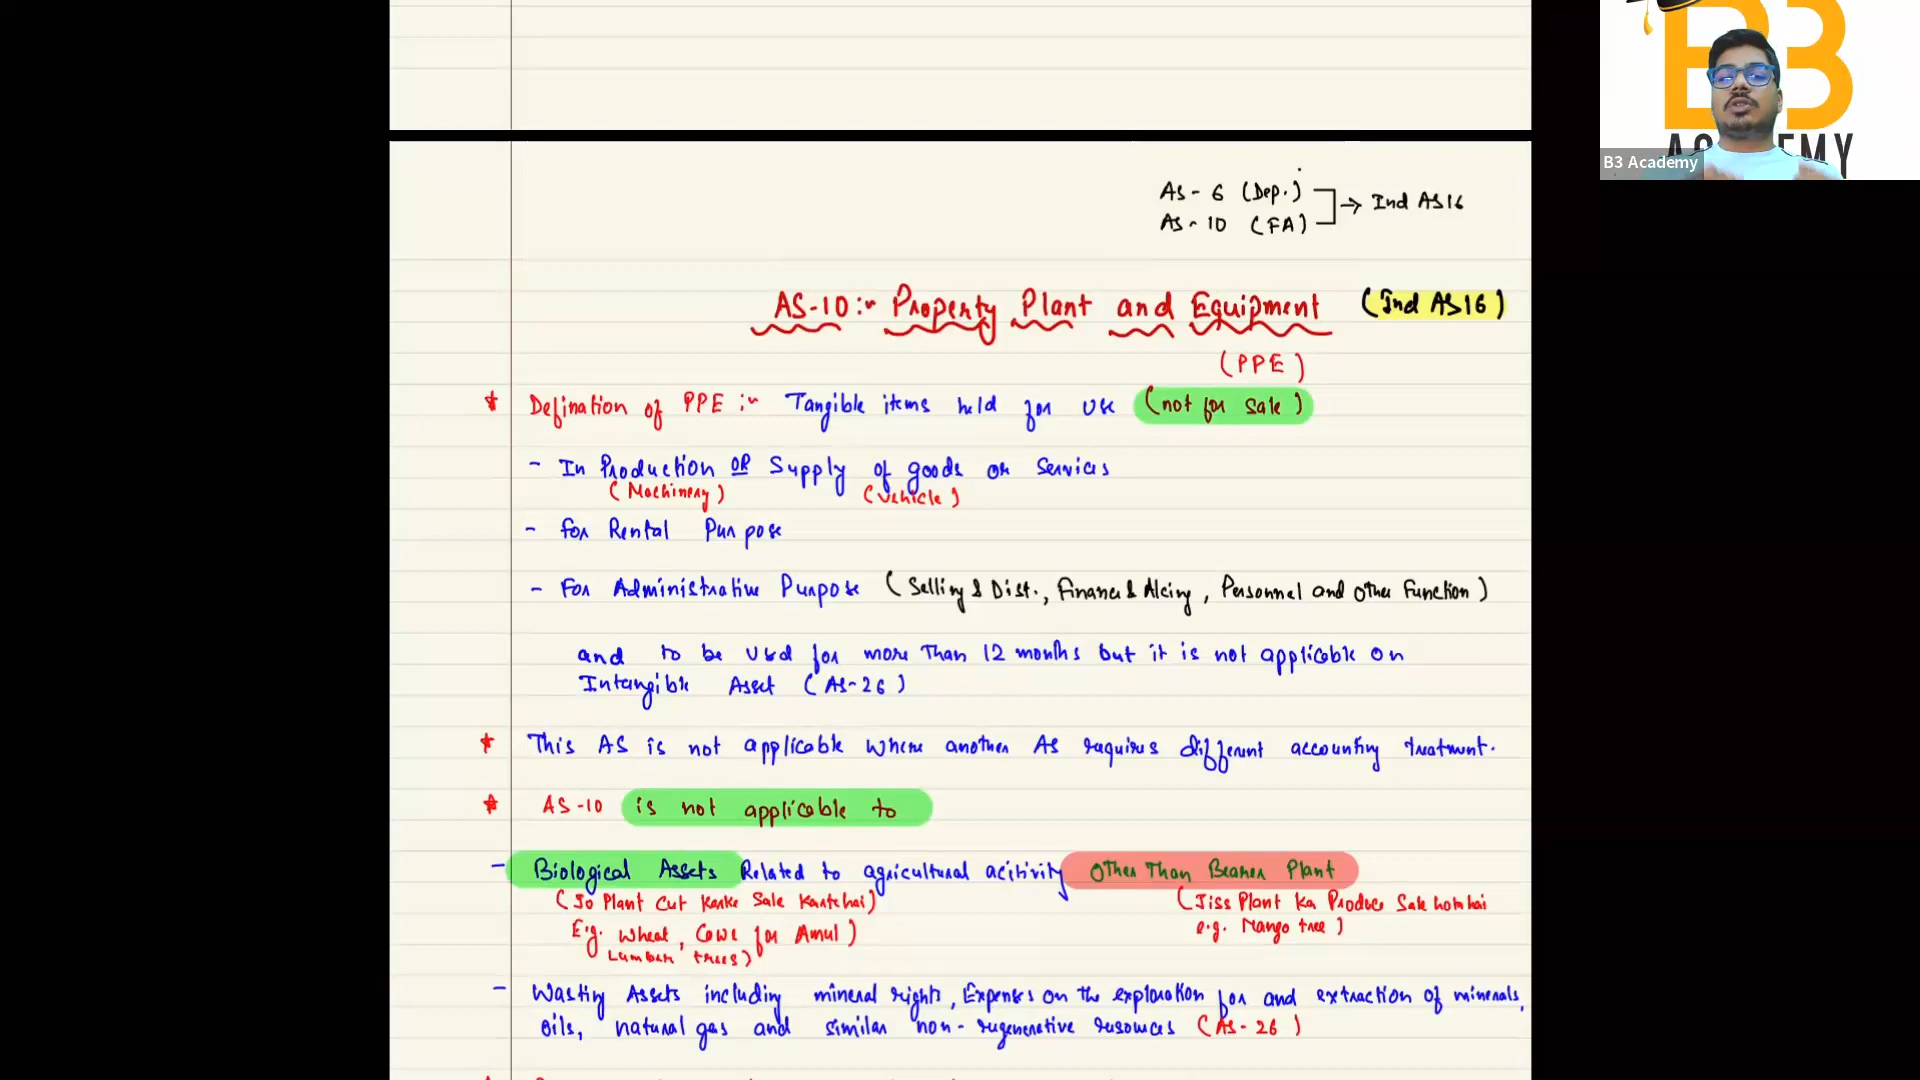 B3
ACADEMY
B3 Academy
AS - 6 (Dep.)
AS - 10 (FA)
→ Ind AS16
AS-10 :- Property Plant and Equipment (Ind AS16)
(PPE)
* Defination of PPE :- Tangible items held for use (not for sale)
- In Production OR Supply of goods or Services
(Machinery) (Vehicle)
- for Rental Purpose
- For Administrative Purpose (Selling & Dist., Finance & Alcing, Personnel and Other Function)
and to be used for more than 12 months but it is not applicable on
Intangible Asset (AS-26)
* This AS is not applicable where another AS requires different accounting treatment.
* AS-10 is not applicable to
- Biological Assets Related to agricultural acitivity Other Than Bearer Plant
(Jo Plant Cut Karke Sale Karte hai) (Jiss Plant Ka Produce Sale hota hai
E.g. Wheat, Cows for Amul) e.g. Mango tree)
Lumber trees)
- Wasting Assets including mineral rights, Expenses on the exploration for and extraction of minerals,
oils, natural gas and similar non-regenerative resources (AS-26)